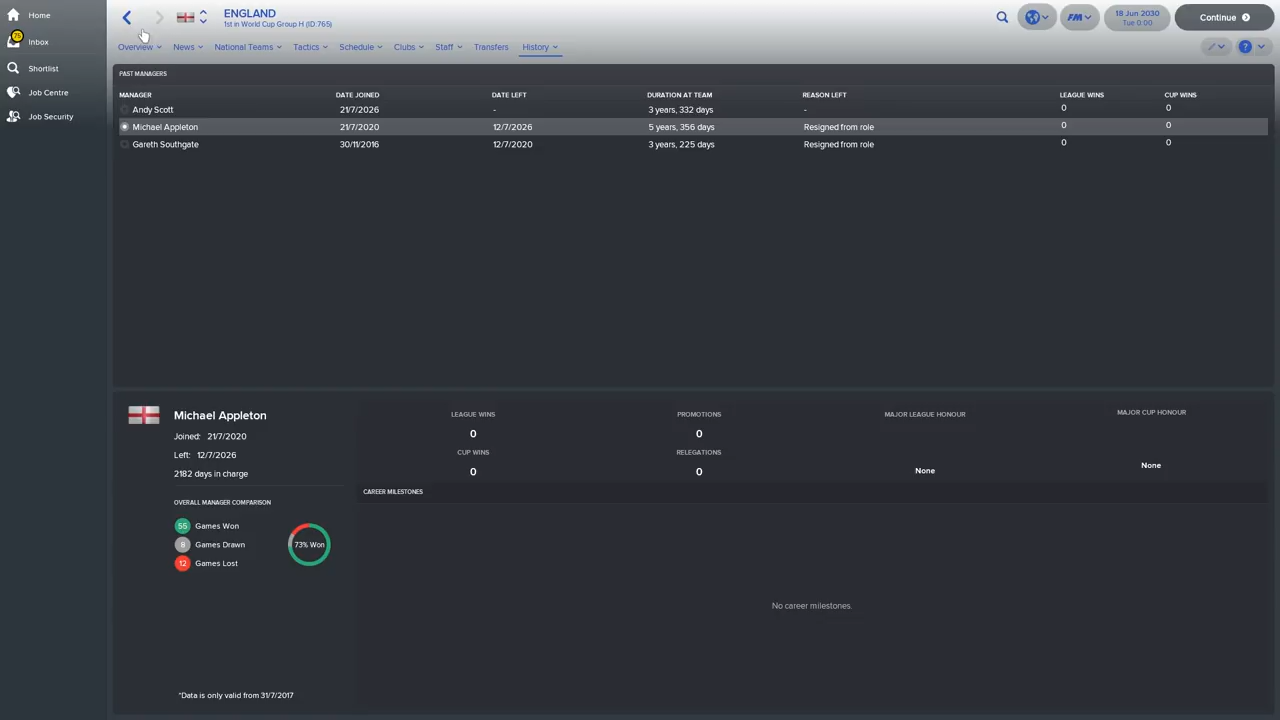 Home
75
Inbox
Shortlist
Job Centre
Job Security
ENGLAND
1st in World Cup Group H (ID:765)
FM
18 Jun 2030
Tue 0:00
Continue
Overview News National Teams Tactics Schedule Clubs Staff Transfers History
?
PAST MANAGERS
MANAGER DATE JOINED DATE LEFT DURATION AT TEAM REASON LEFT LEAGUE WINS CUP WINS
Andy Scott 21/7/2026 - 3 years, 332 days - 0 0
Michael Appleton 21/7/2020 12/7/2026 5 years, 356 days Resigned from role 0 0
Gareth Southgate 30/11/2016 12/7/2020 3 years, 225 days Resigned from role 0 0
Michael Appleton
Joined: 21/7/2020
Left: 12/7/2026
2182 days in charge
OVERALL MANAGER COMPARISON
55 Games Won
8 Games Drawn
12 Games Lost
73% Won
*Data is only valid from 31/7/2017
LEAGUE WINS PROMOTIONS MAJOR LEAGUE HONOUR MAJOR CUP HONOUR
0 0
CUP WINS RELEGATIONS
0 0 None None
CAREER MILESTONES
No career milestones.